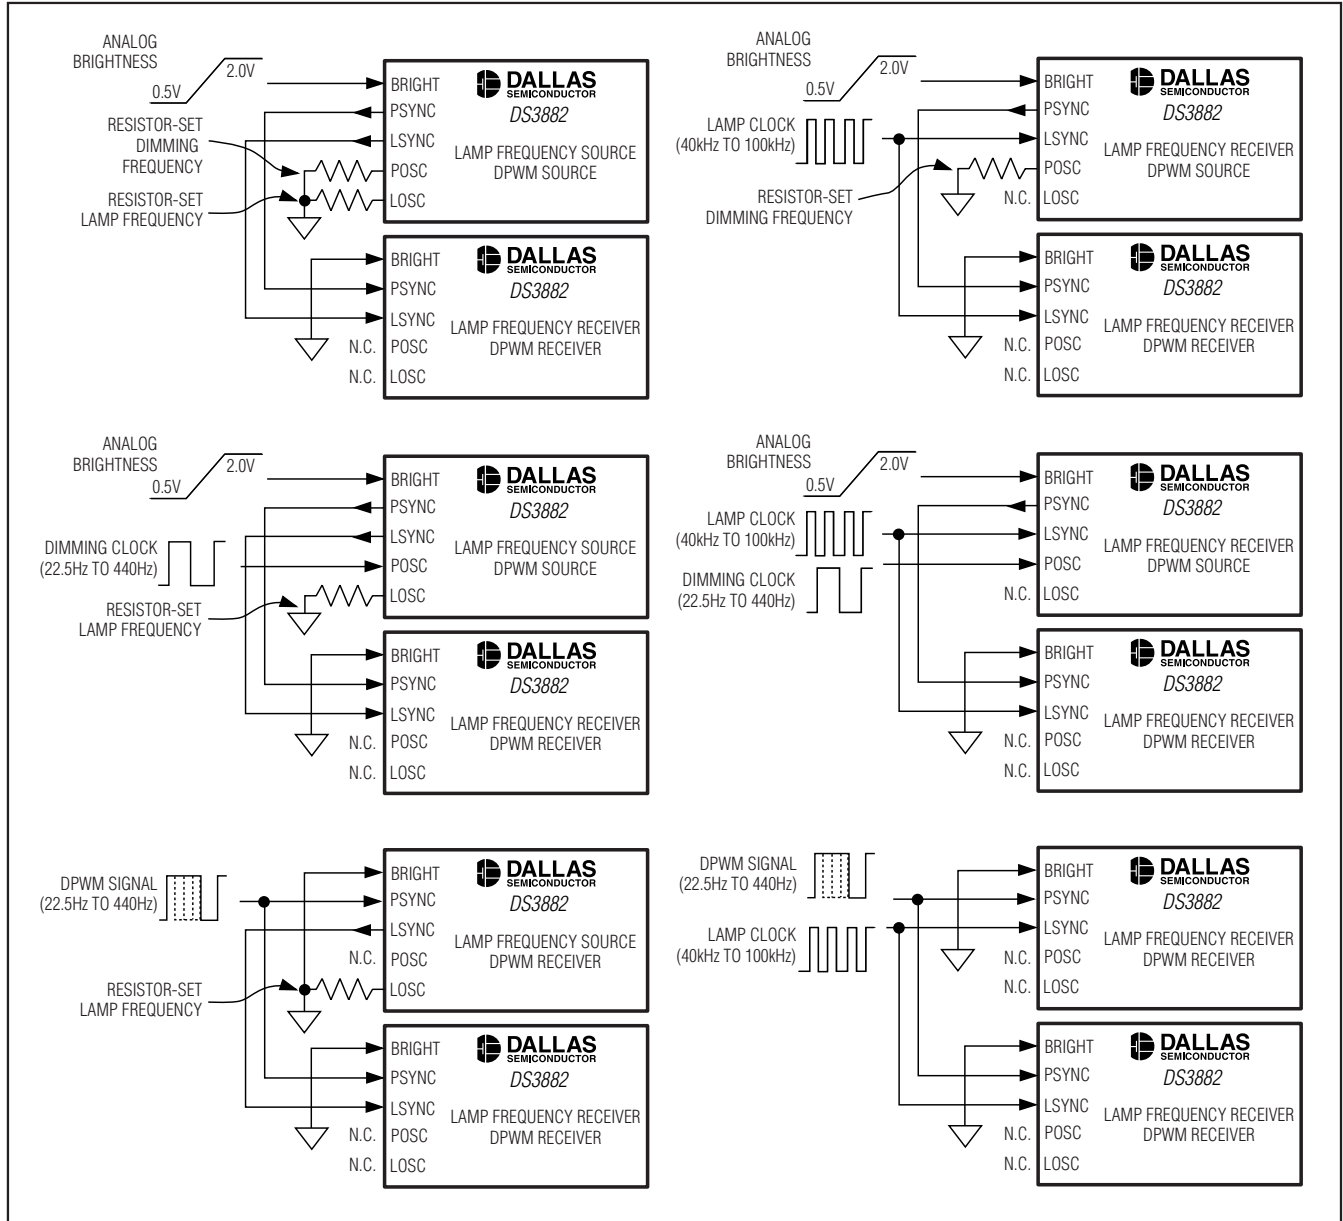 ANALOG
BRIGHTNESS
0.5V
2.0V
RESISTOR-SET
DIMMING
FREQUENCY
RESISTOR-SET
LAMP FREQUENCY
BRIGHT
PSYNC
LSYNC
POSC
LOSC
DALLAS
SEMICONDUCTOR
DS3882
LAMP FREQUENCY SOURCE
DPWM SOURCE
BRIGHT
PSYNC
LSYNC
N.C. POSC
N.C. LOSC
DALLAS
SEMICONDUCTOR
DS3882
LAMP FREQUENCY RECEIVER
DPWM RECEIVER
ANALOG
BRIGHTNESS
0.5V
2.0V
LAMP CLOCK
(40kHz TO 100kHz)
RESISTOR-SET
DIMMING FREQUENCY
BRIGHT
PSYNC
LSYNC
POSC
N.C. LOSC
DALLAS
SEMICONDUCTOR
DS3882
LAMP FREQUENCY RECEIVER
DPWM SOURCE
BRIGHT
PSYNC
LSYNC
N.C. POSC
N.C. LOSC
DALLAS
SEMICONDUCTOR
DS3882
LAMP FREQUENCY RECEIVER
DPWM RECEIVER
ANALOG
BRIGHTNESS
0.5V
2.0V
DIMMING CLOCK
(22.5Hz TO 440Hz)
RESISTOR-SET
LAMP FREQUENCY
BRIGHT
PSYNC
LSYNC
POSC
LOSC
DALLAS
SEMICONDUCTOR
DS3882
LAMP FREQUENCY SOURCE
DPWM SOURCE
BRIGHT
PSYNC
LSYNC
N.C. POSC
N.C. LOSC
DALLAS
SEMICONDUCTOR
DS3882
LAMP FREQUENCY RECEIVER
DPWM RECEIVER
ANALOG
BRIGHTNESS
0.5V
2.0V
LAMP CLOCK
(40kHz TO 100kHz)
DIMMING CLOCK
(22.5Hz TO 440Hz)
BRIGHT
PSYNC
LSYNC
POSC
N.C. LOSC
DALLAS
SEMICONDUCTOR
DS3882
LAMP FREQUENCY RECEIVER
DPWM SOURCE
BRIGHT
PSYNC
LSYNC
N.C. POSC
N.C. LOSC
DALLAS
SEMICONDUCTOR
DS3882
LAMP FREQUENCY RECEIVER
DPWM RECEIVER
DPWM SIGNAL
(22.5Hz TO 440Hz)
RESISTOR-SET
LAMP FREQUENCY
BRIGHT
PSYNC
LSYNC
N.C. POSC
LOSC
DALLAS
SEMICONDUCTOR
DS3882
LAMP FREQUENCY SOURCE
DPWM RECEIVER
BRIGHT
PSYNC
LSYNC
N.C. POSC
N.C. LOSC
DALLAS
SEMICONDUCTOR
DS3882
LAMP FREQUENCY RECEIVER
DPWM RECEIVER
DPWM SIGNAL
(22.5Hz TO 440Hz)
LAMP CLOCK
(40kHz TO 100kHz)
BRIGHT
PSYNC
LSYNC
N.C. POSC
N.C. LOSC
DALLAS
SEMICONDUCTOR
DS3882
LAMP FREQUENCY RECEIVER
DPWM RECEIVER
BRIGHT
PSYNC
LSYNC
N.C. POSC
N.C. LOSC
DALLAS
SEMICONDUCTOR
DS3882
LAMP FREQUENCY RECEIVER
DPWM RECEIVER